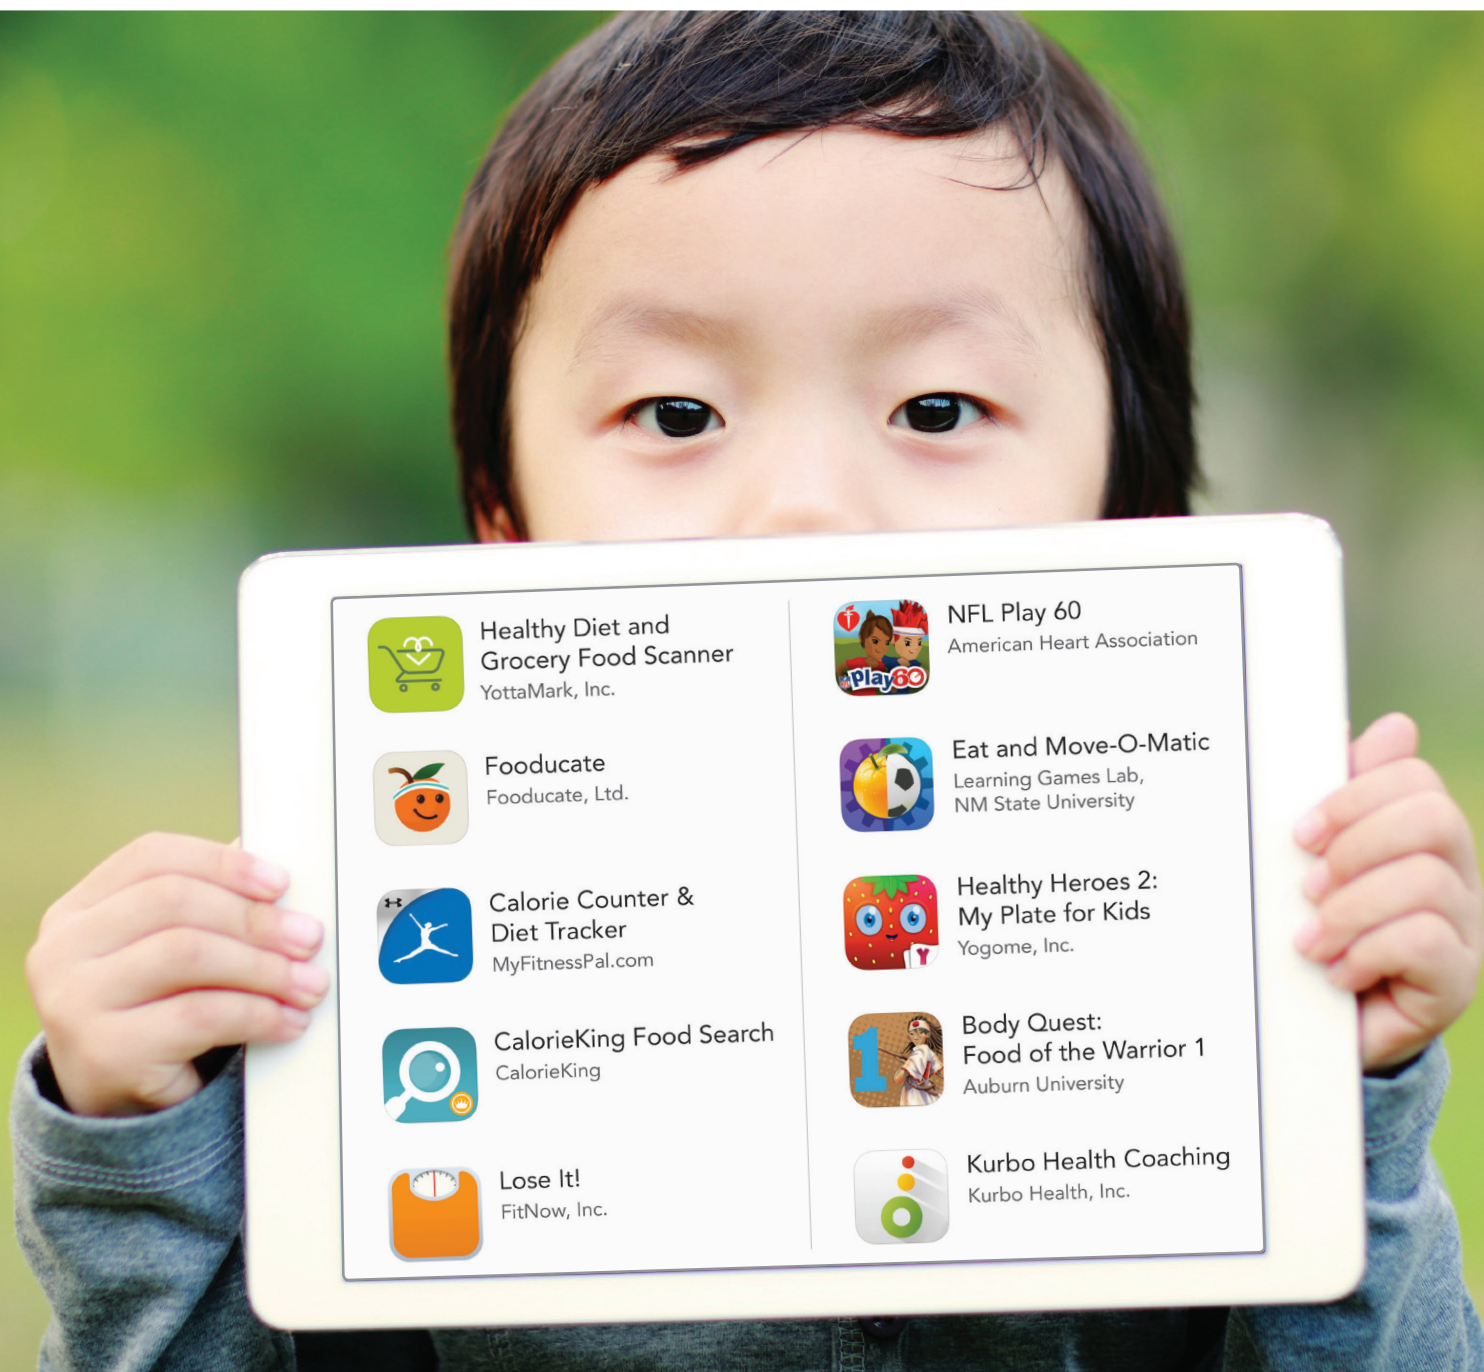 Healthy Diet and
Grocery Food Scanner
YottaMark, Inc.
Fooducate
Fooducate, Ltd.
Calorie Counter &
Diet Tracker
MyFitnessPal.com
CalorieKing Food Search
CalorieKing
Lose It!
FitNow, Inc.
NFL Play 60
American Heart Association
NFL
Play60
Eat and Move-O-Matic
Learning Games Lab,
NM State University
Healthy Heroes 2:
My Plate for Kids
Yogome, Inc.
Y
Body Quest:
Food of the Warrior 1
Auburn University
1
Kurbo Health Coaching
Kurbo Health, Inc.